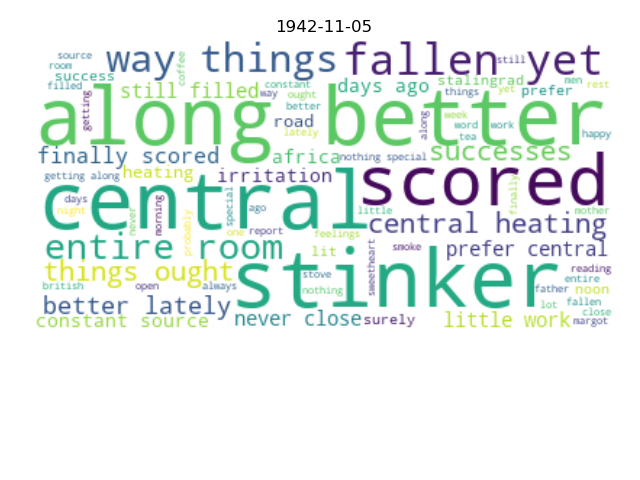 1942-11-05
source
way things
fallen yet
still
room
coffee
success
constant
stalingrad
men
filled
still filled
way
ought
days ago
things
yet
prefer
rest
getting
along better
better
week
road
word
work
happy
lately
along
tea
finally scored
africa
nothing special
successes
getting along
heating
irritation
scored
finally
days
central
special
ago
little
mother
night
never
morning
probably
one
report
central heating
entire room
feelings
lit
sweetheart
smoke
prefer central
things ought
stinker
stove
reading
british
open
always
nothing
entire
father
noon
better lately
lot
fallen
close
constant source
never close
surely
little work
margot